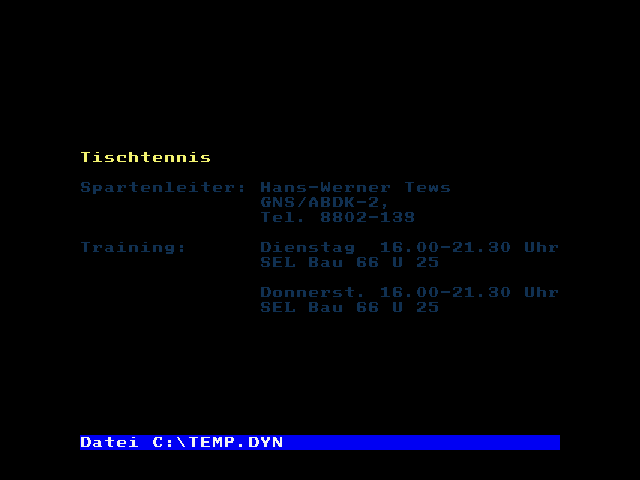 Tischtennis
Spartenleiter: Hans-Werner Tews
GNS/ABDK-2,
Tel. 8802-139
Training: Dienstag 16.00-21.30 Uhr
SEL Bau 66 U 25
Donnerst. 16.00-21.30 Uhr
SEL Bau 66 U 25
Datei C:\TEMP.DYN